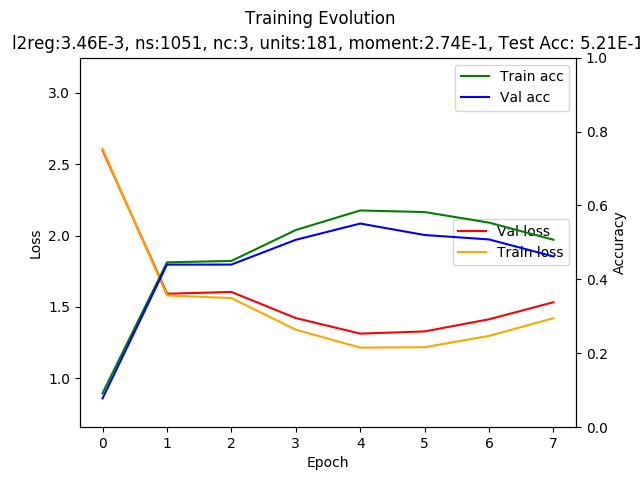 Training Evolution
l2reg:3.46E-3, ns:1051, nc:3, units:181, moment:2.74E-1, Test Acc: 5.21E-1
Train acc
Val acc
Val loss
Train loss
Loss
3.0
2.5
2.0
1.5
1.0
Accuracy
1.0
0.8
0.6
0.4
0.2
0.0
0 1 2 3 4 5 6 7
Epoch